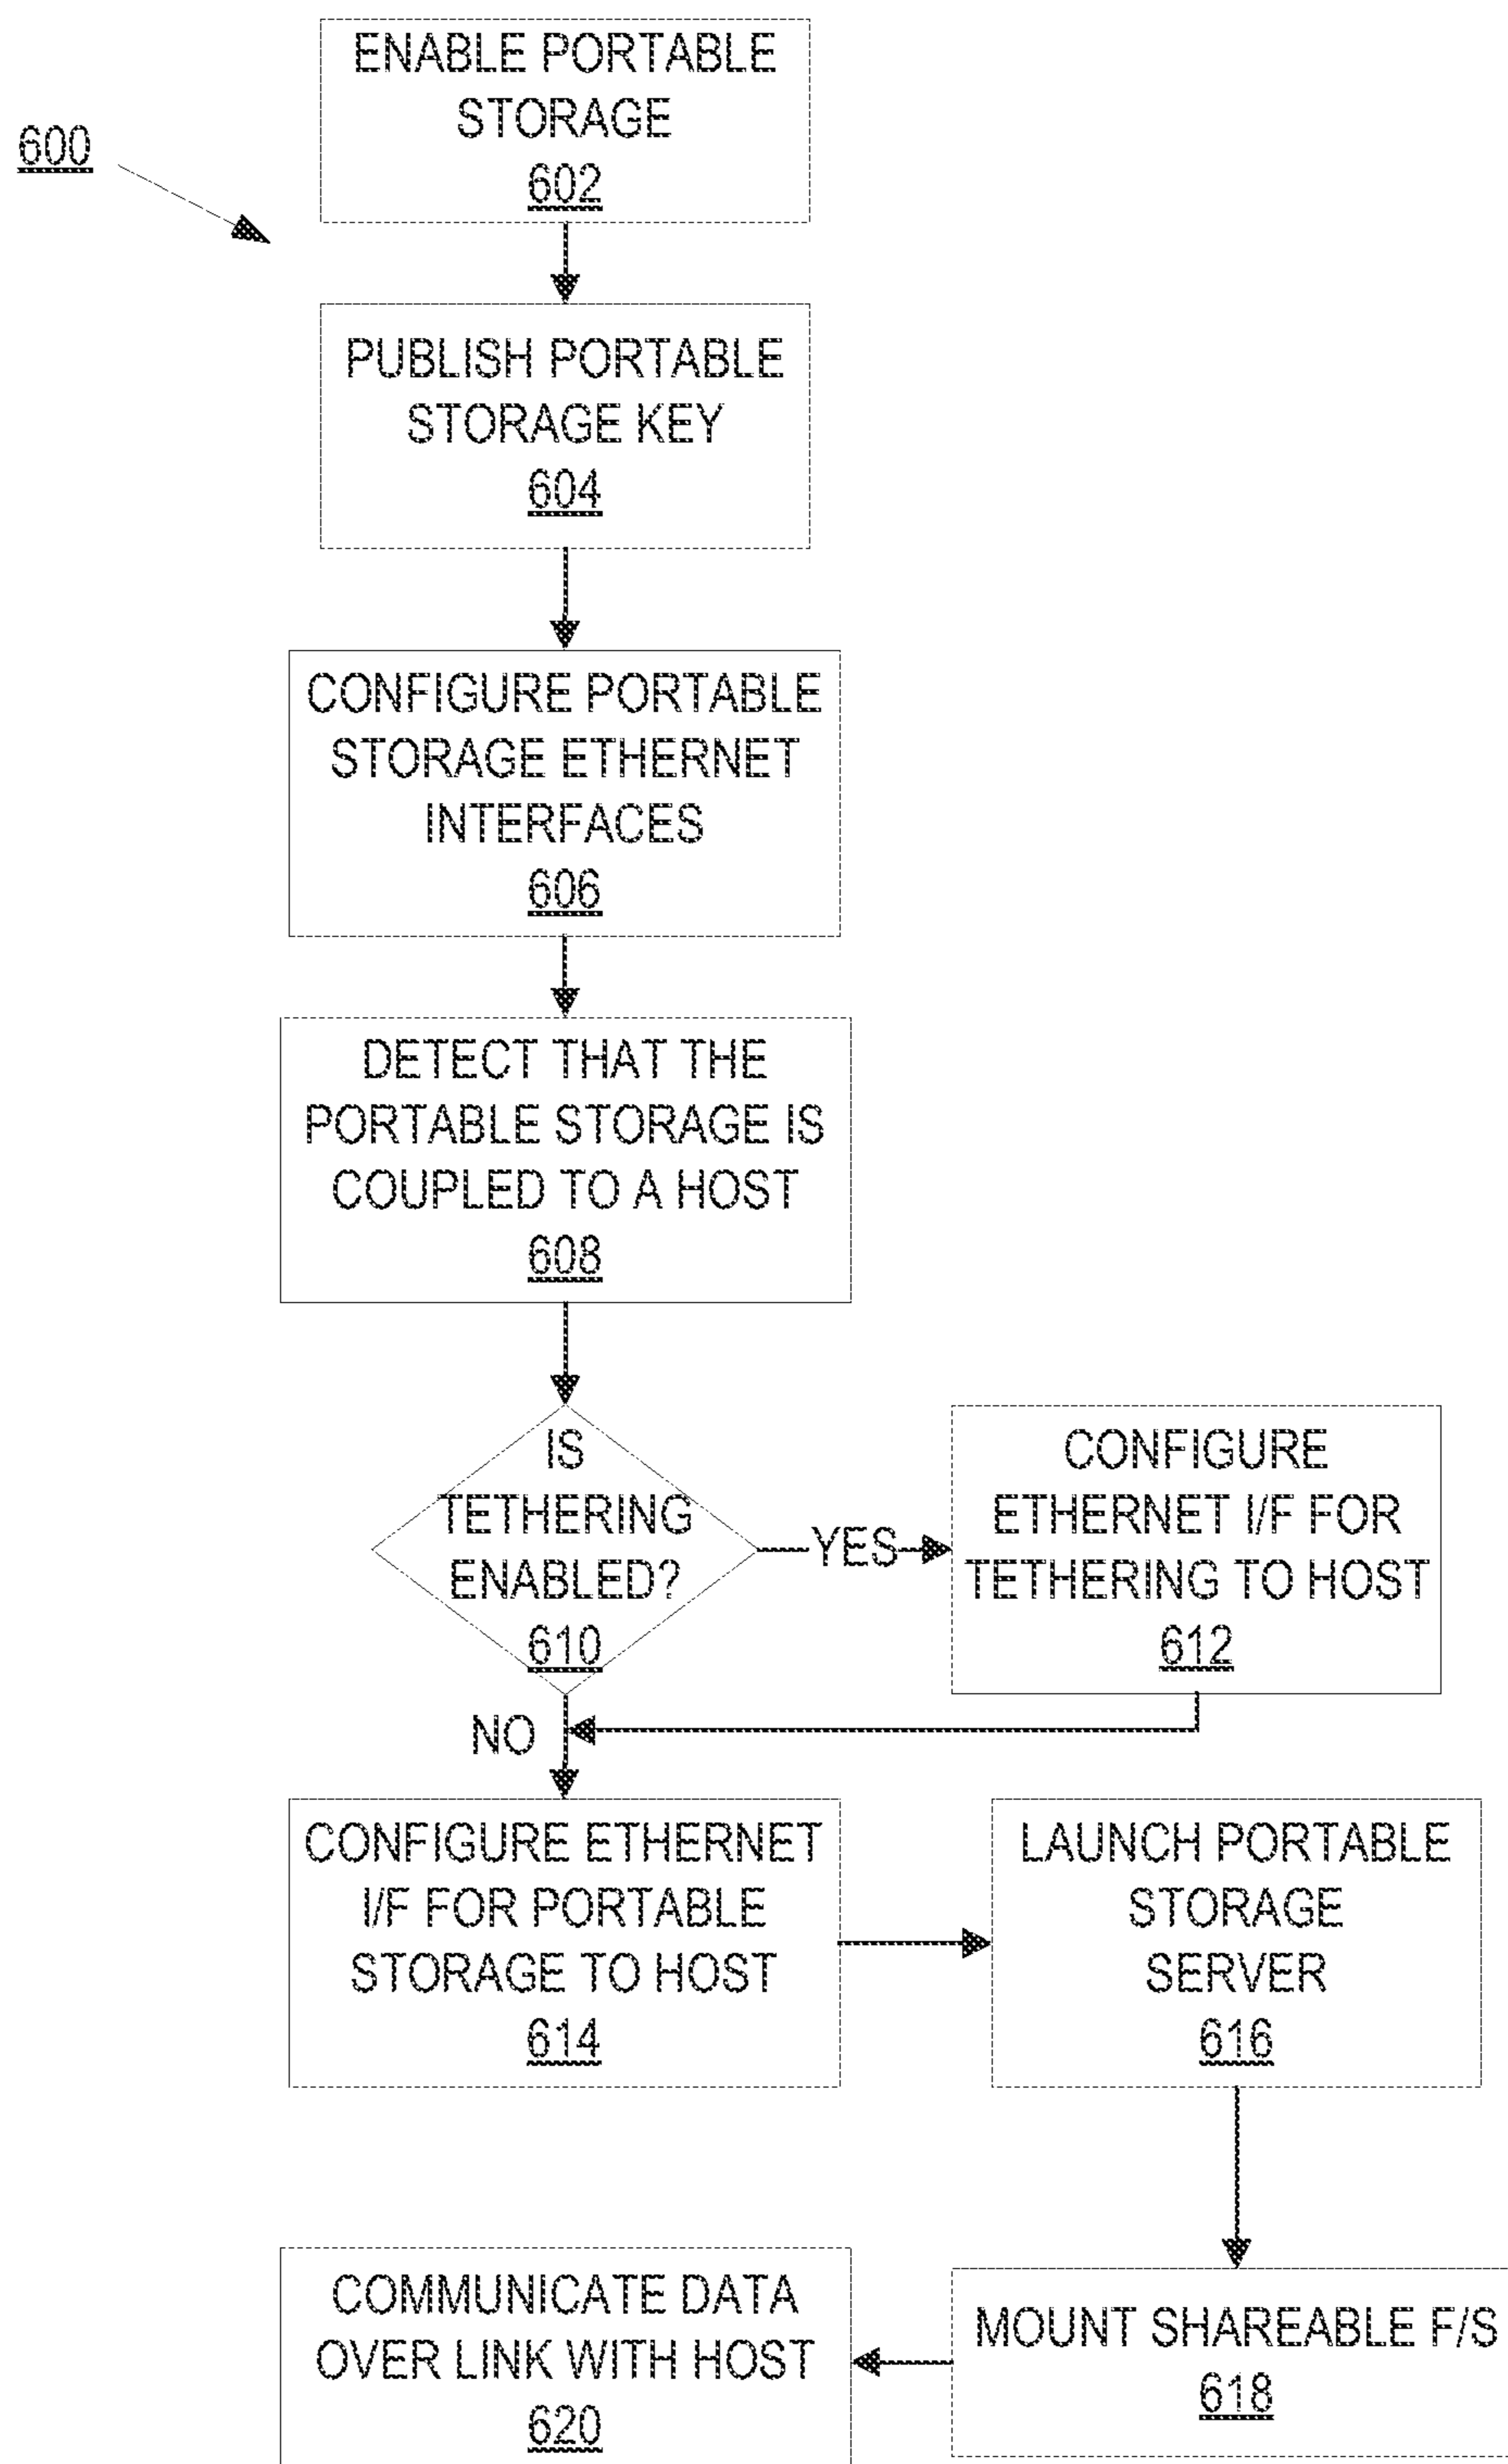 600
ENABLE PORTABLE
STORAGE
602
PUBLISH PORTABLE
STORAGE KEY
604
CONFIGURE PORTABLE
STORAGE ETHERNET
INTERFACES
606
DETECT THAT THE
PORTABLE STORAGE IS
COUPLED TO A HOST
608
IS
TETHERING
ENABLED?
610
YES
CONFIGURE
ETHERNET I/F FOR
TETHERING TO HOST
612
NO
CONFIGURE ETHERNET
I/F FOR PORTABLE
STORAGE TO HOST
614
LAUNCH PORTABLE
STORAGE
SERVER
616
MOUNT SHAREABLE F/S
618
COMMUNICATE DATA
OVER LINK WITH HOST
620